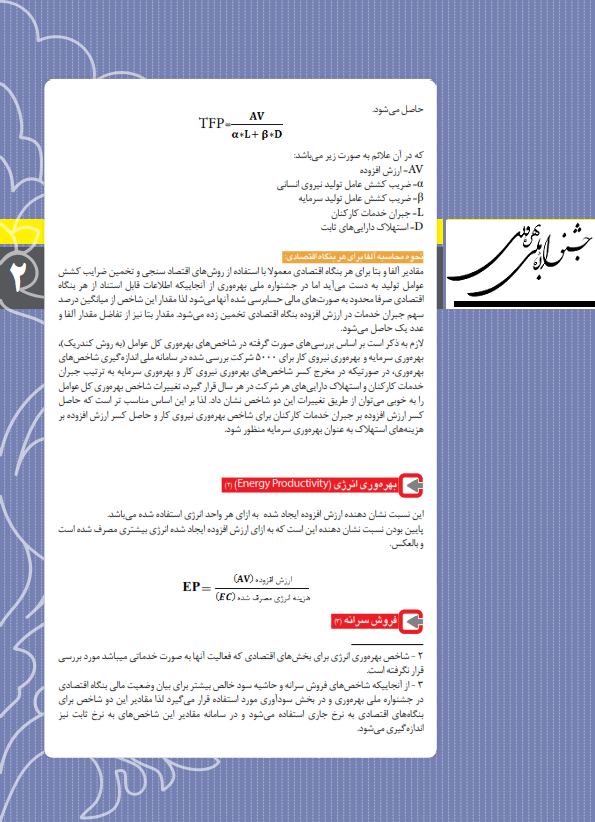 حاصل می‌شود.
TFP= AV / α*L + β*D
که در آن علائم به صورت زیر می‌باشد:
AV= ارزش افزوده
α= ضریب کشش عامل تولید نیروی انسانی
β= ضریب کشش عامل تولید سرمایه
L= جبران خدمات کارکنان
D= استهلاک دارایی‌های ثابت
جشنواره ملی بهره‌وری
۲
نحوه محاسبه آلفا برای هر بنگاه اقتصادی:
مقادیر آلفا و بتا برای هر بنگاه اقتصادی معمولا با استفاده از روش‌های اقتصاد سنجی و تخمین ضرایب کشش
عوامل تولید به دست می‌آید اما در جشنواره ملی بهره‌وری از آنجاییکه اطلاعات قابل استناد از هر بنگاه
اقتصادی صرفا محدود به صورت‌های مالی حسابرسی شده آنها می‌شود لذا مقدار این شاخص از میانگین درصد
سهم جبران خدمات در ارزش افزوده بنگاه اقتصادی تخمین زده می‌شود. مقدار بتا نیز از تفاضل مقدار آلفا و
عدد یک حاصل می‌شود.
لازم به ذکر است بر اساس بررسی‌های صورت گرفته در شاخص‌های بهره‌وری کل عوامل (به روش کندریک)،
بهره‌وری سرمایه و بهره‌وری نیروی کار برای ۵۰۰۰ شرکت بررسی شده در سامانه ملی اندازه‌گیری شاخص‌های
بهره‌وری، در صورتیکه در مخرج کسر شاخص‌های بهره‌وری نیروی کار و بهره‌وری سرمایه به ترتیب جبران
خدمات کارکنان و استهلاک دارایی‌های هر شرکت در هر سال قرار گیرد، تغییرات شاخص بهره‌وری کل عوامل
را به خوبی می‌توان از طریق تغییرات این دو شاخص نشان داد. لذا بر این اساس مناسب تر است که حاصل
کسر ارزش افزوده بر جبران خدمات کارکنان برای شاخص بهره‌وری نیروی کار و حاصل کسر ارزش افزوده بر
هزینه‌های استهلاک به عنوان بهره‌وری سرمایه منظور شود.
بهره‌وری انرژی (Energy Productivity) (۲)
این نسبت نشان دهنده ارزش افزوده ایجاد شده به ازای هر واحد انرژی استفاده شده می‌باشد.
پایین بودن نسبت نشان دهنده این است که به ازای ارزش افزوده ایجاد شده انرژی بیشتری مصرف شده است
و بالعکس.
EP = ارزش افزوده (AV) / هزینه انرژی مصرف شده (EC)
فروش سرانه (۳)
۲ - شاخص بهره‌وری انرژی برای بخش‌های اقتصادی که فعالیت آنها به صورت خدماتی میباشد مورد بررسی
قرار نگرفته است.
۳ - از آنجاییکه شاخص‌های فروش سرانه و حاشیه سود خالص بیشتر برای بیان وضعیت مالی بنگاه اقتصادی
در جشنواره ملی بهره‌وری و در بخش سودآوری مورد استفاده قرار می‌گیرد لذا مقادیر این دو شاخص برای
بنگاه‌های اقتصادی به نرخ جاری استفاده می‌شود و در سامانه مقادیر این شاخص‌های به نرخ ثابت نیز
اندازه‌گیری می‌شود.